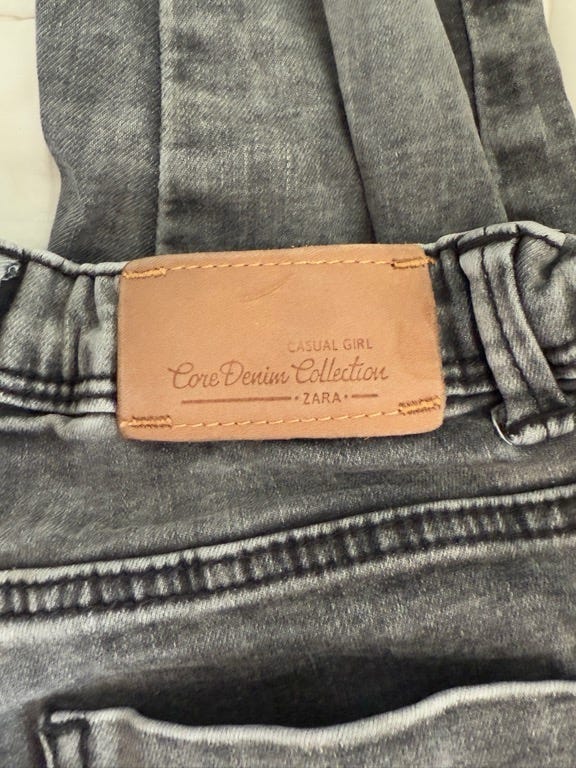 CASUAL GIRL
Core Denim Collection
• ZARA •